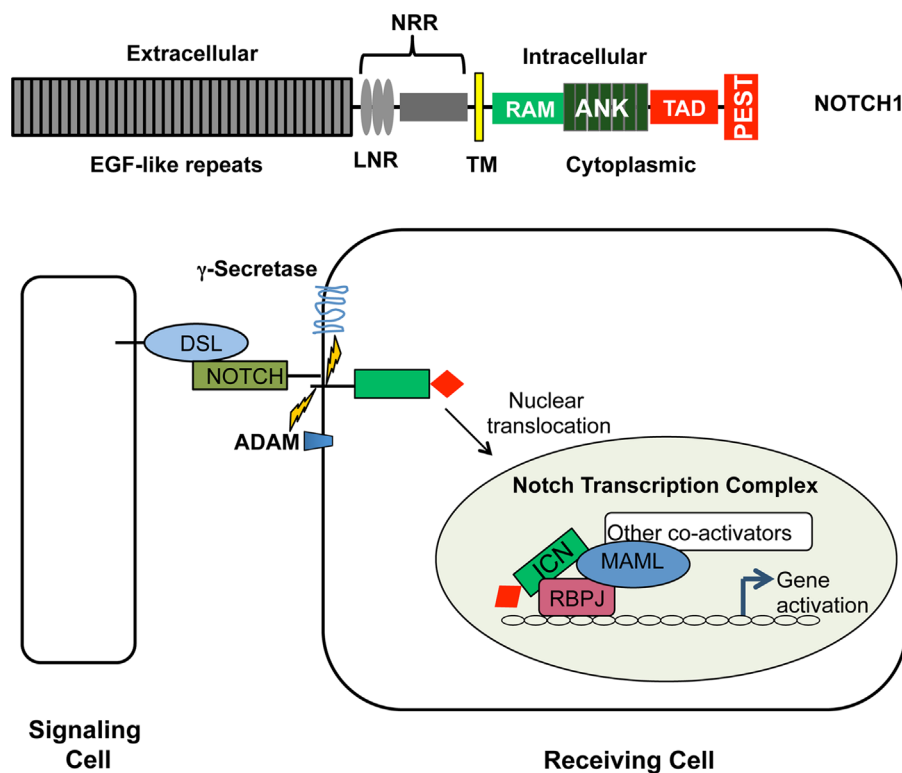 NRR
Extracellular
Intracellular
RAM
ANK
TAD
PEST
NOTCH1
EGF-like repeats
LNR
TM
Cytoplasmic
γ-Secretase
DSL
NOTCH
ADAM
Nuclear
translocation
Notch Transcription Complex
Other co-activators
ICN
MAML
RBPJ
Gene
activation
Signaling
Cell
Receiving Cell